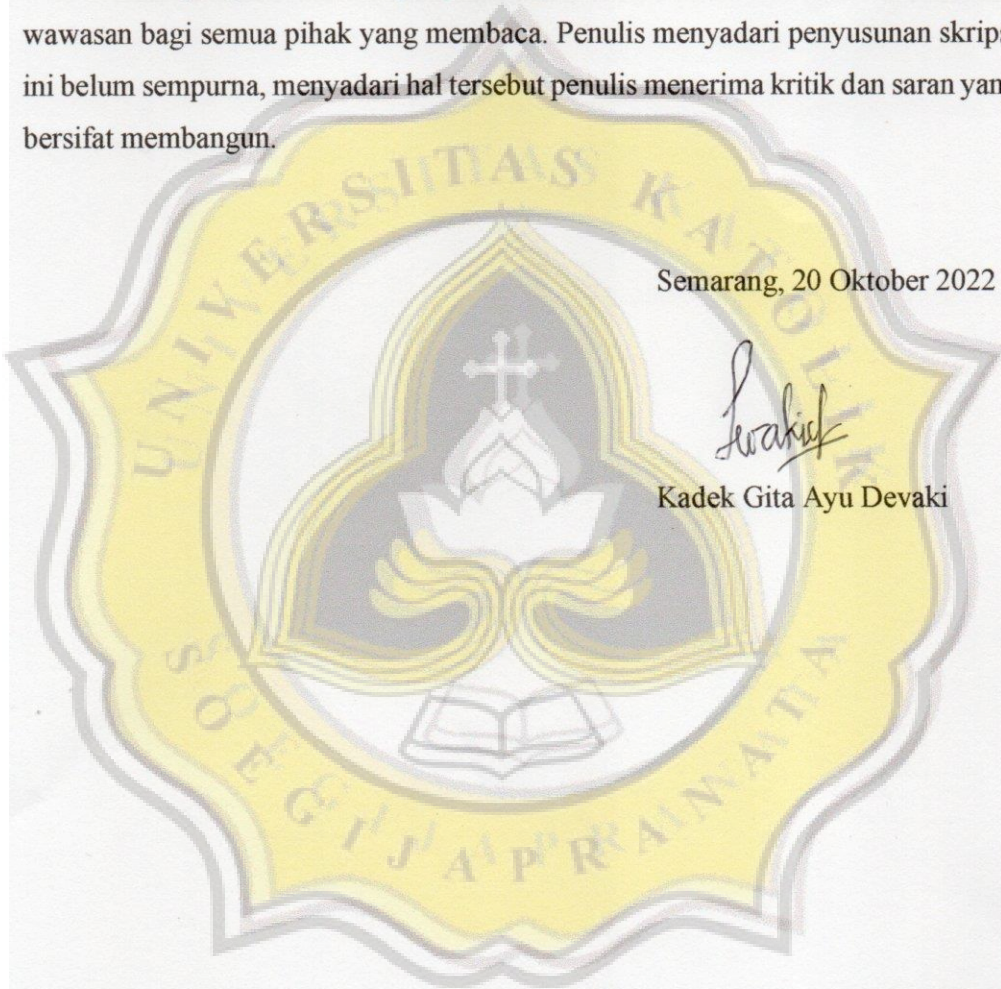 wawasan bagi semua pihak yang membaca. Penulis menyadari penyusunan skrips
ini belum sempurna, menyadari hal tersebut penulis menerima kritik dan saran yan
bersifat membangun.
UNIVERSITAS KATOLIK
Semarang, 20 Oktober 2022
Kadek Gita Ayu Devaki
SOEGIJAPRANATA